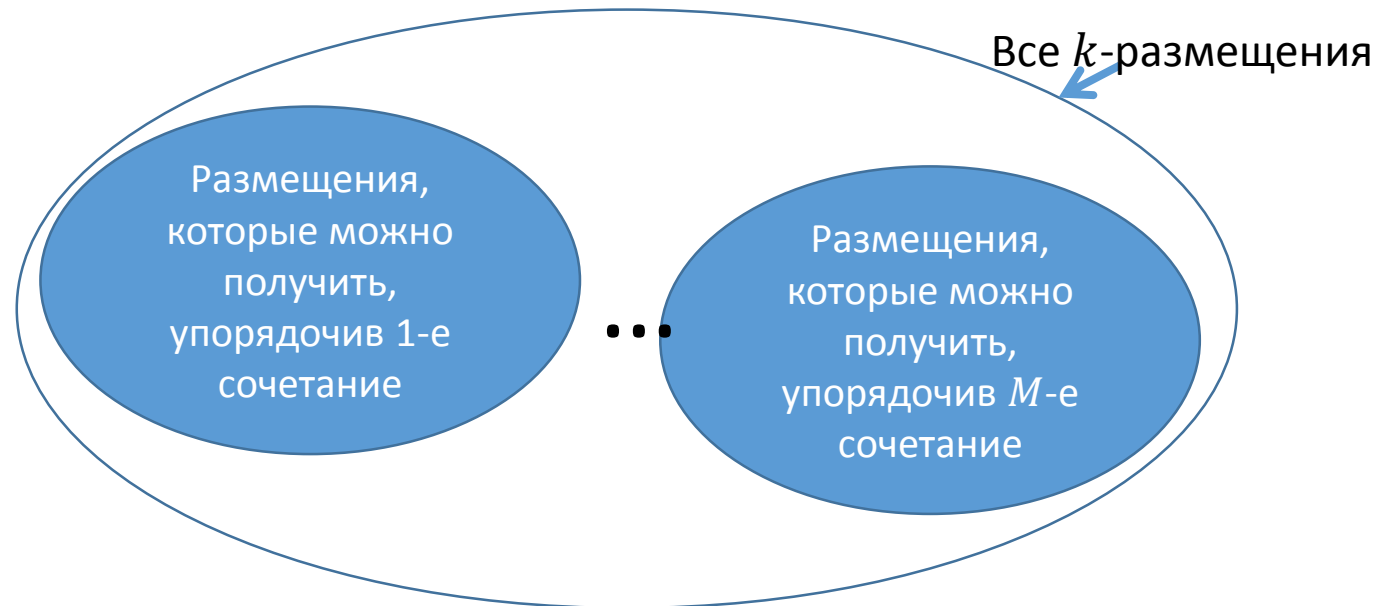 Все k-размещения
Размещения,
которые можно
получить,
упорядочив 1-е
сочетание
...
Размещения,
которые можно
получить,
упорядочив M-е
сочетание